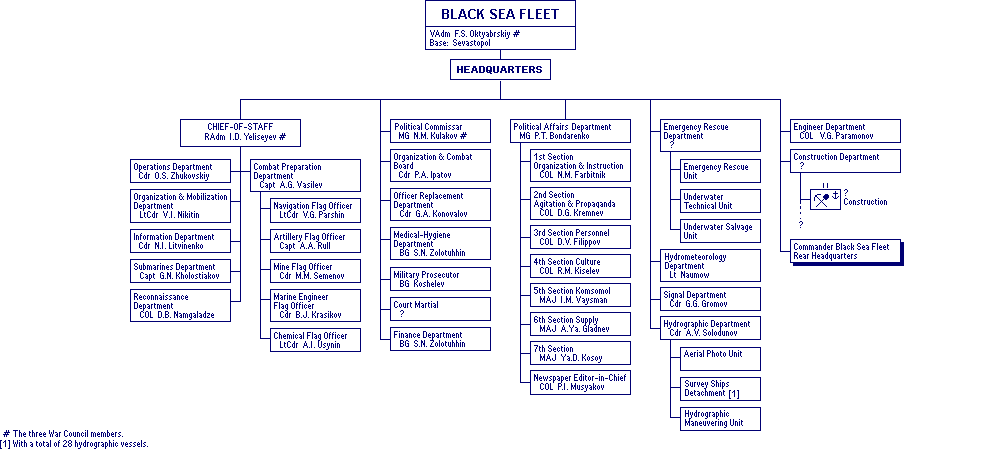 BLACK SEA FLEET
VAdm F.S. Oktyabrskiy #
Base: Sevastopol
HEADQUARTERS
CHIEF-OF-STAFF
RAdm I.D. Yeliseyev #
Operations Department
Cdr O.S. Zhukovskiy
Organization & Mobilization
Department
LtCdr V.I. Nikitin
Information Department
Cdr N.I. Litvinenko
Submarines Department
Capt G.N. Kholostiakov
Reconnaissance
Department
COL D.B. Namgaladze
Combat Preparation
Department
Capt A.G. Vasilev
Navigation Flag Officer
LtCdr V.G. Parshin
Artillery Flag Officer
Capt A.A. Rull
Mine Flag Officer
Cdr M.M. Semenov
Marine Engineer
Flag Officer
Cdr B.J. Krasikov
Chemical Flag Officer
LtCdr A.I. Usynin
Political Commissar
MG N.M. Kulakov #
Organization & Combat
Board
Cdr P.A. Ipatov
Officer Replacement
Department
Cdr G.A. Konovalov
Medical-Hygiene
Department
BG S.N. Zolotuhhin
Military Prosecutor
BG Koshelev
Court Martial
?
Finance Department
BG S.N. Zolotuhhin
Political Affairs Department
MG P.T. Bondarenko
1st Section
Organization & Instruction
COL N.M. Farbitnik
2nd Section
Agitation & Propaganda
COL D.G. Kremnev
3rd Section Personnel
COL D.V. Filippov
4th Section Culture
COL R.M. Kiselev
5th Section Komsomol
MAJ I.M. Vaysman
6th Section Supply
MAJ A.Ya. Gladnev
7th Section
MAJ Ya.D. Kosoy
Newspaper Editor-in-Chief
COL P.I. Musyakov
Emergency Rescue
Department
?
Emergency Rescue
Unit
Underwater
Technical Unit
Underwater Salvage
Unit
Hydrometeorology
Department
Lt Naumow
Signal Department
Cdr G.G. Gromov
Hydrographic Department
Cdr A.V. Solodunov
Aerial Photo Unit
Survey Ships
Detachment [1]
Hydrographic
Maneuvering Unit
Engineer Department
COL V.G. Paramonov
Construction Department
?
II
?
Construction
?
Commander Black Sea Fleet
Rear Headquarters
# The three War Council members.
[1] With a total of 28 hydrographic vessels.